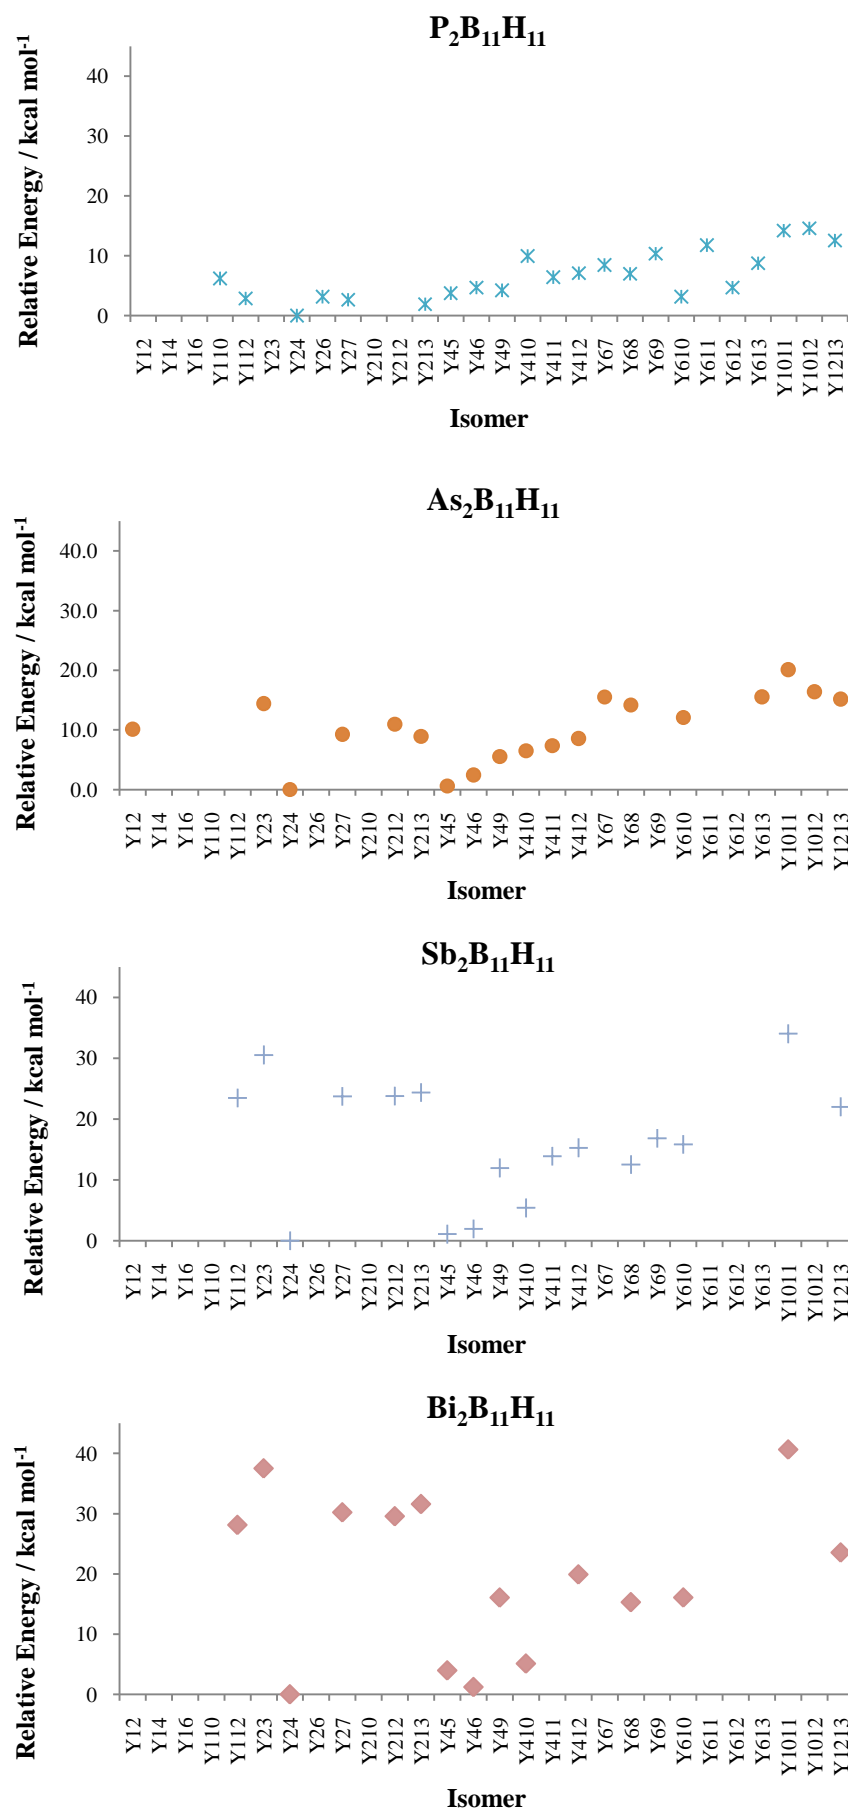 P₂B₁₁H₁₁
Relative Energy / kcal mol⁻¹
40
30
20
10
0
Y12 Y14 Y16 Y110 Y112 Y23 Y24 Y26 Y27 Y210 Y212 Y213 Y45 Y46 Y49 Y410 Y411 Y412 Y67 Y68 Y69 Y610 Y611 Y612 Y613 Y1011 Y1012 Y1213
Isomer
As₂B₁₁H₁₁
Relative Energy / kcal mol⁻¹
40.0
30.0
20.0
10.0
0.0
Y12 Y14 Y16 Y110 Y112 Y23 Y24 Y26 Y27 Y210 Y212 Y213 Y45 Y46 Y49 Y410 Y411 Y412 Y67 Y68 Y69 Y610 Y611 Y612 Y613 Y1011 Y1012 Y1213
Isomer
Sb₂B₁₁H₁₁
Relative Energy / kcal mol⁻¹
40
30
20
10
0
Y12 Y14 Y16 Y110 Y112 Y23 Y24 Y26 Y27 Y210 Y212 Y213 Y45 Y46 Y49 Y410 Y411 Y412 Y67 Y68 Y69 Y610 Y611 Y612 Y613 Y1011 Y1012 Y1213
Isomer
Bi₂B₁₁H₁₁
Relative Energy / kcal mol⁻¹
40
30
20
10
0
Y12 Y14 Y16 Y110 Y112 Y23 Y24 Y26 Y27 Y210 Y212 Y213 Y45 Y46 Y49 Y410 Y411 Y412 Y67 Y68 Y69 Y610 Y611 Y612 Y613 Y1011 Y1012 Y1213
Isomer